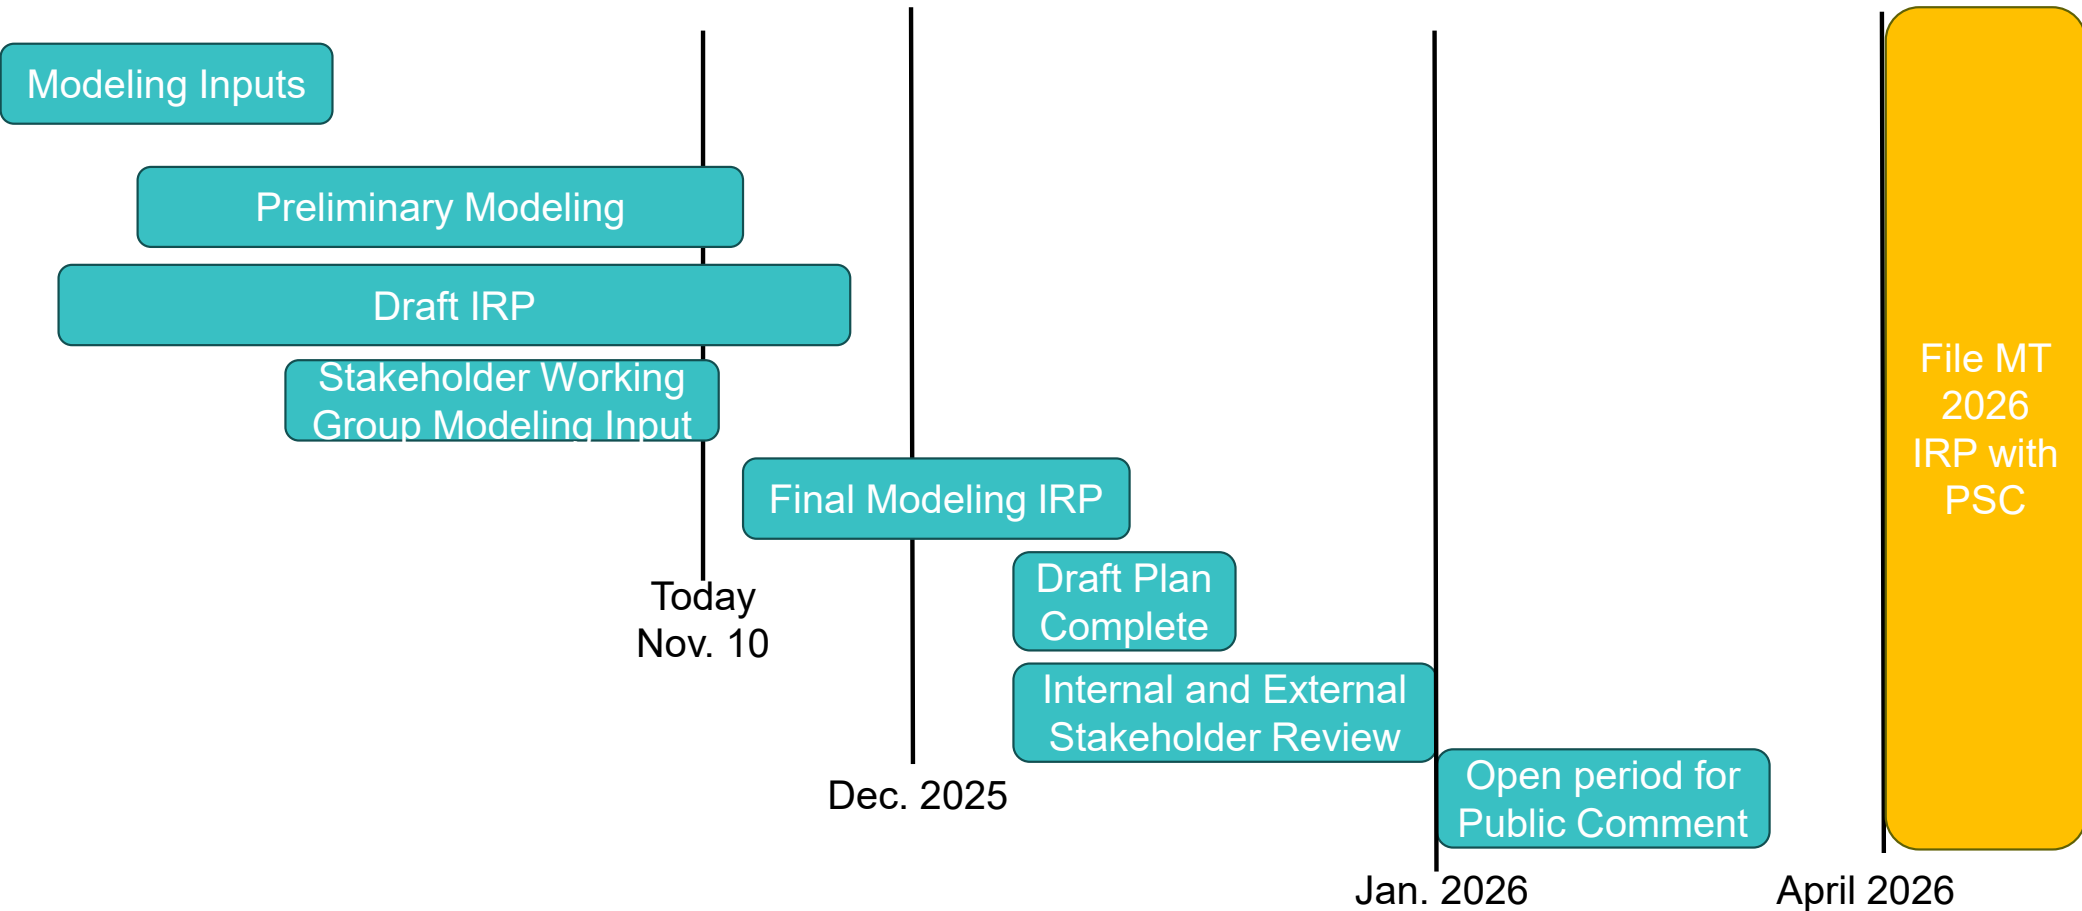 Modeling Inputs
Preliminary Modeling
Draft IRP
Stakeholder Working
Group Modeling Input
Final Modeling IRP
Draft Plan
Complete
Internal and External
Stakeholder Review
Open period for
Public Comment
File MT
2026
IRP with
PSC
Today
Nov. 10
Dec. 2025
Jan. 2026
April 2026